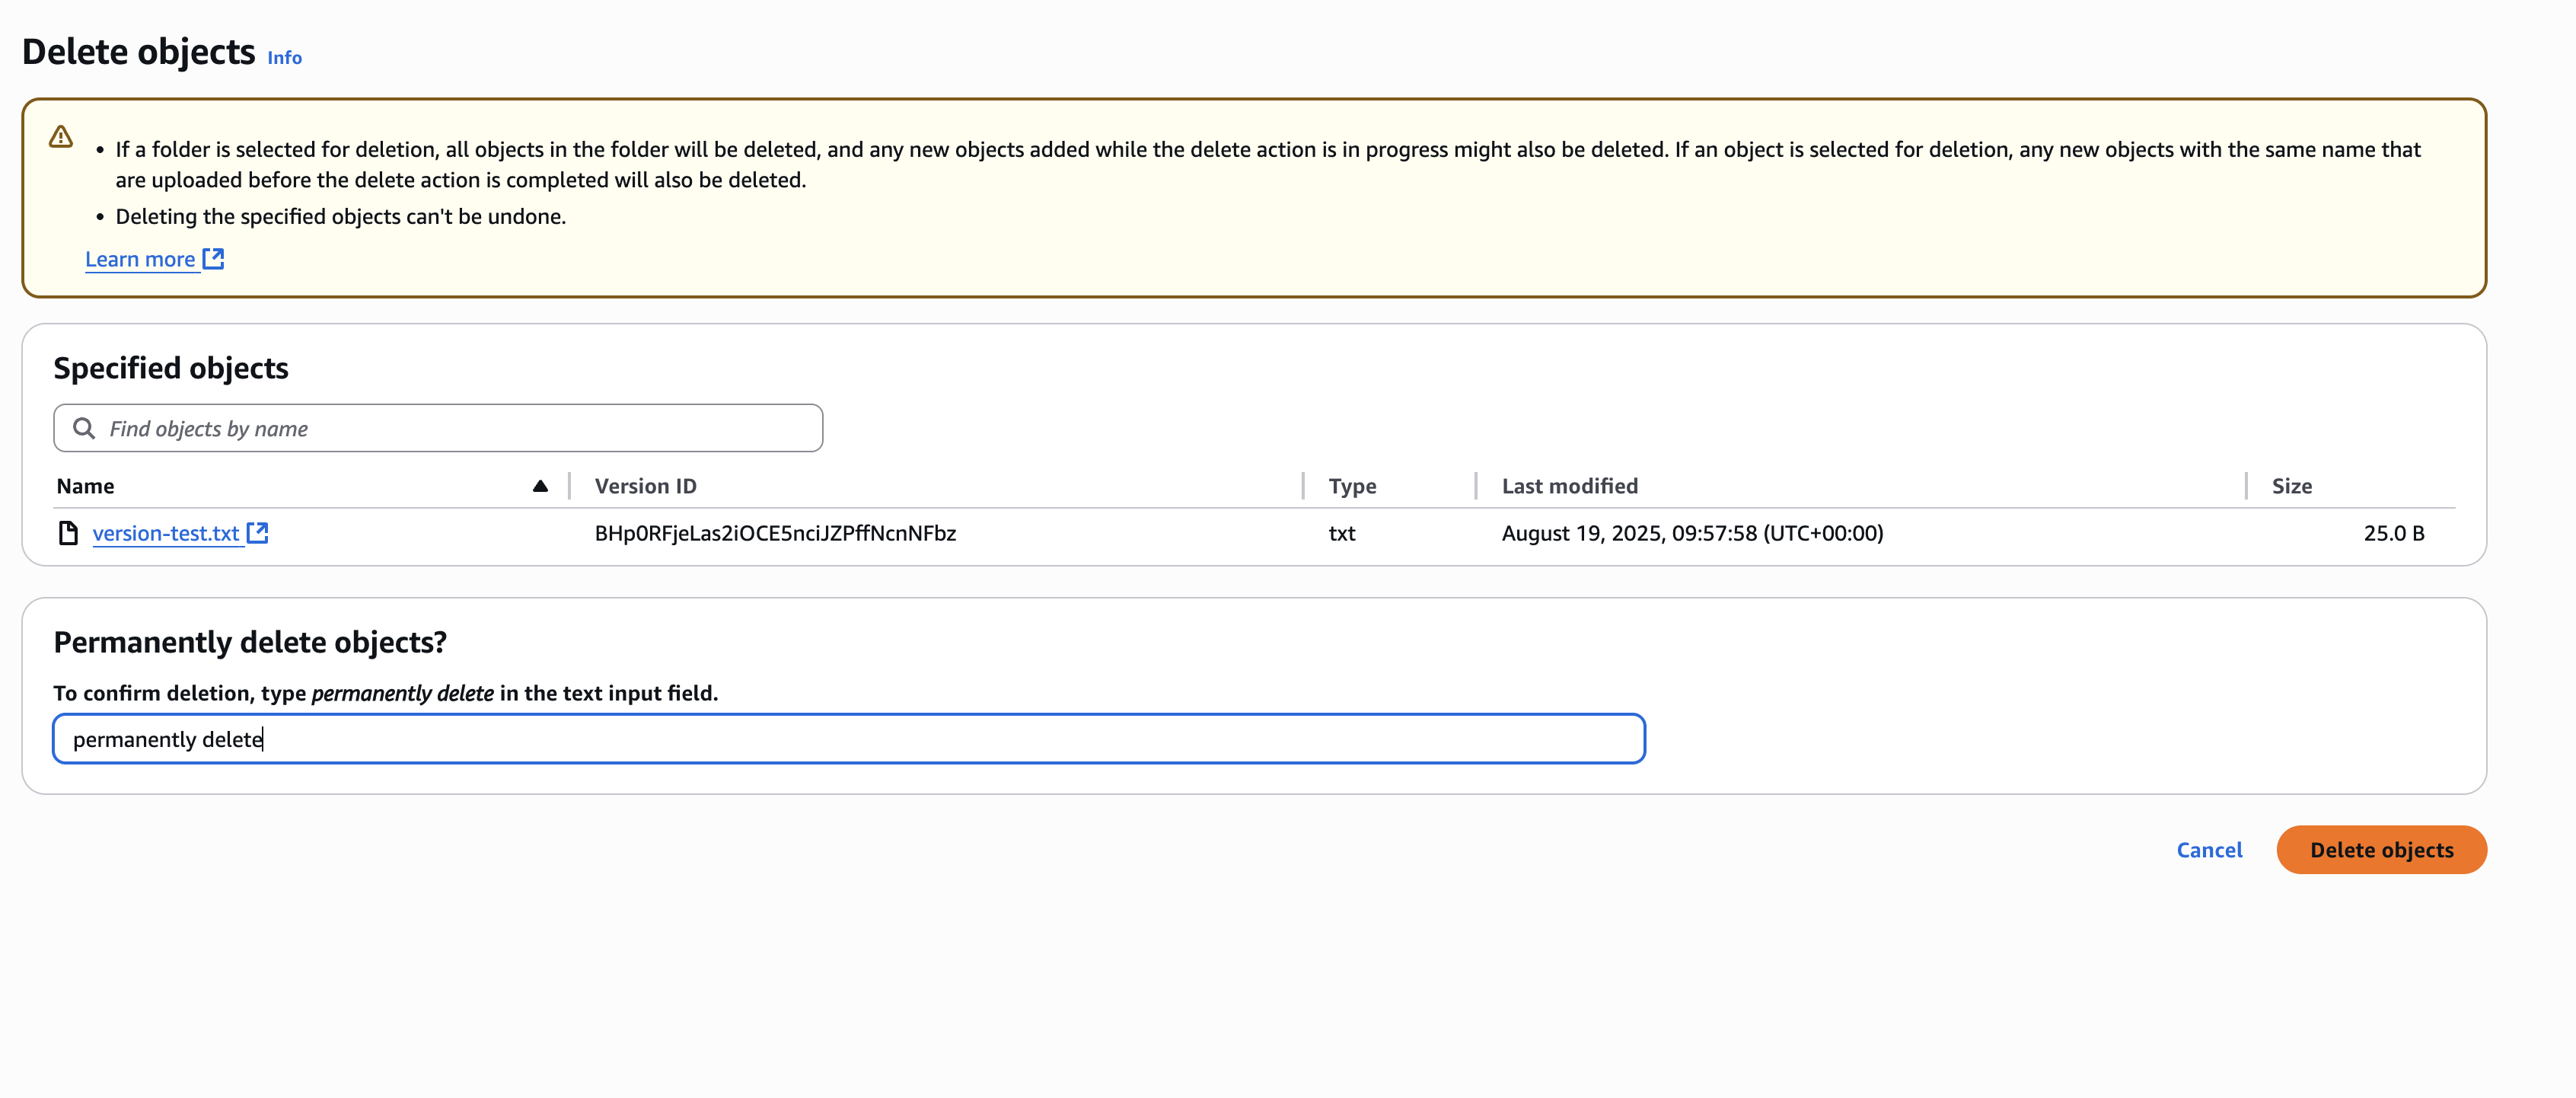 Delete objects Info
• If a folder is selected for deletion, all objects in the folder will be deleted, and any new objects added while the delete action is in progress might also be deleted. If an object is selected for deletion, any new objects with the same name that
are uploaded before the delete action is completed will also be deleted.
• Deleting the specified objects can't be undone.
Learn more
Specified objects
Find objects by name
Name Version ID Type Last modified Size
version-test.txt BHp0RFjeLas2iOCE5nciJZPffNcnNFbz txt August 19, 2025, 09:57:58 (UTC+00:00) 25.0 B
Permanently delete objects?
To confirm deletion, type permanently delete in the text input field.
permanently delete
Cancel Delete objects